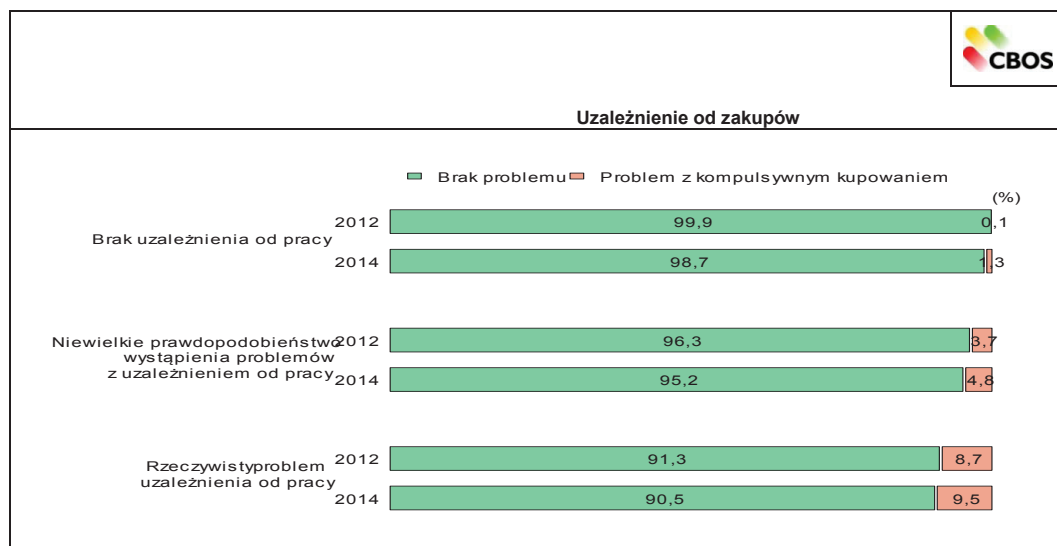 CBOS
Uzależnienie od zakupów
Brak problemu Problem z kompulsywnym kupowaniem
(%)
Brak uzależnienia od pracy
2012 99,9 0,1
2014 98,7 1,3
Niewielkie prawdopodobieństwo
wystąpienia problemów
z uzależnieniem od pracy
2012 96,3 3,7
2014 95,2 4,8
Rzeczywistyproblem
uzależnienia od pracy
2012 91,3 8,7
2014 90,5 9,5